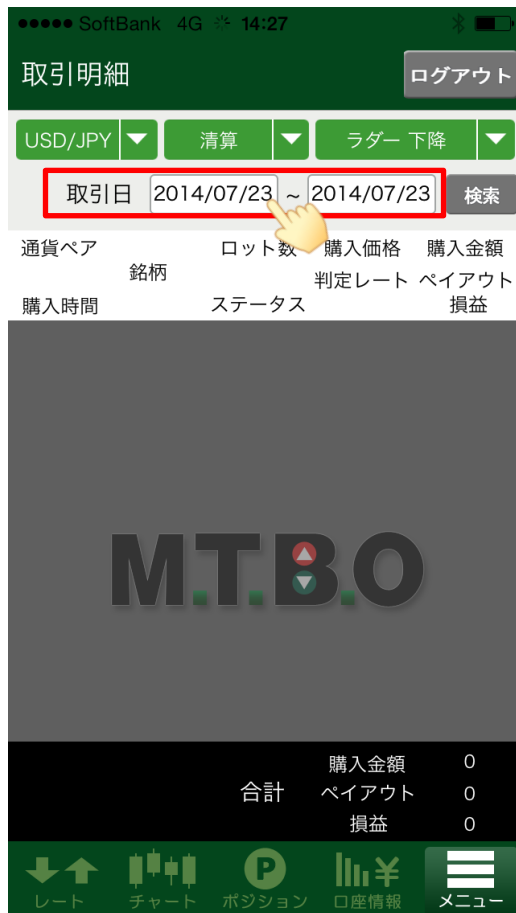 SoftBank 4G 14:27
取引明細 ログアウト
USD/JPY 清算 ラダー 下降
取引日 2014/07/23 ~ 2014/07/23 検索
通貨ペア ロット数 購入価格 購入金額
銘柄 判定レート ペイアウト
購入時間 ステータス 損益
M.T.B.O
購入金額 0
合計 ペイアウト 0
損益 0
レート チャート ポジション 口座情報 メニュー